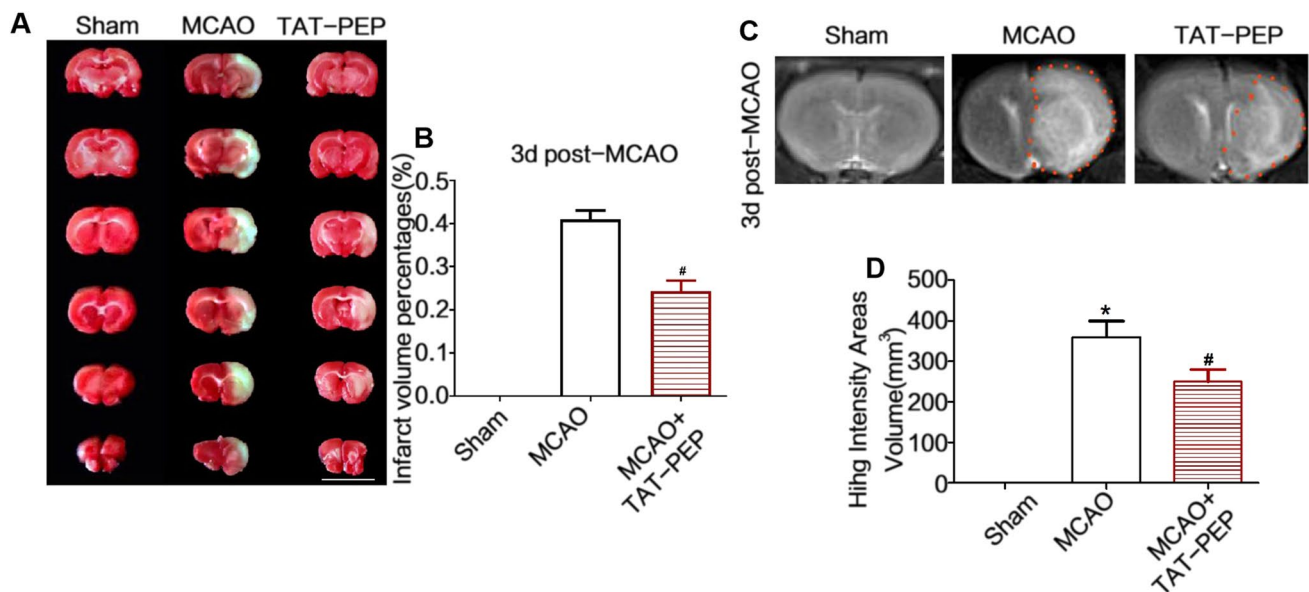 A
Sham MCAO TAT-PEP
B
3d post-MCAO
Infarct volume percentages(%)
0.5
0.4
0.3
0.2
0.1
0.0
#
Sham
MCAO
MCAO+
TAT-PEP
C
Sham MCAO TAT-PEP
3d post-MCAO
D
Hihg Intensity Areas
Volume(mm³)
500
400
300
200
100
0
*
#
Sham
MCAO
MCAO+
TAT-PEP